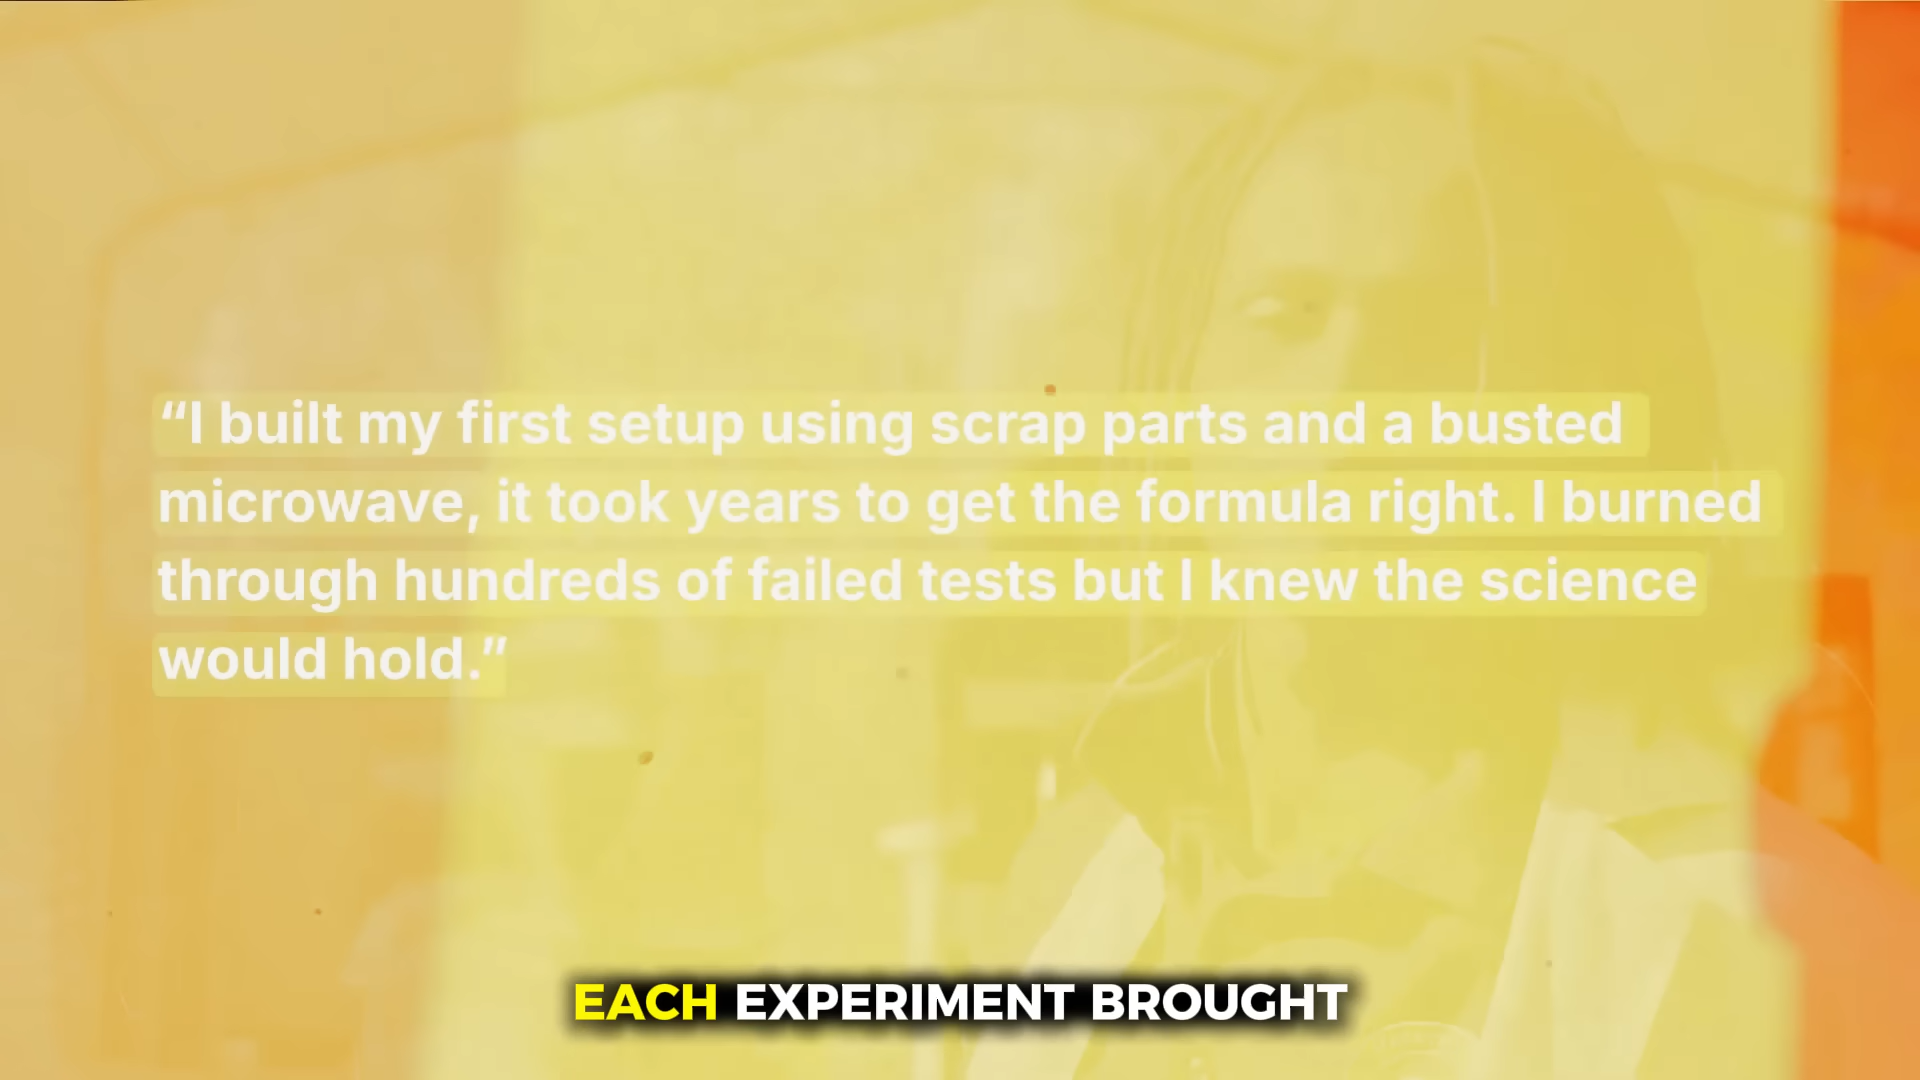 “I built my first setup using scrap parts and a busted
microwave, it took years to get the formula right. I burned
through hundreds of failed tests but I knew the science
would hold.”
EACH EXPERIMENT BROUGHT